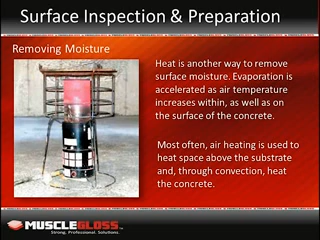 Surface Inspection & Preparation
Removing Moisture
Heat is another way to remove
surface moisture. Evaporation is
accelerated as air temperature
increases within, as well as on
the surface of the concrete.
Most often, air heating is used to
heat space above the substrate
and, through convection, heat
the concrete.
MUSCLEGLOSS
Strong. Professional. Solutions.